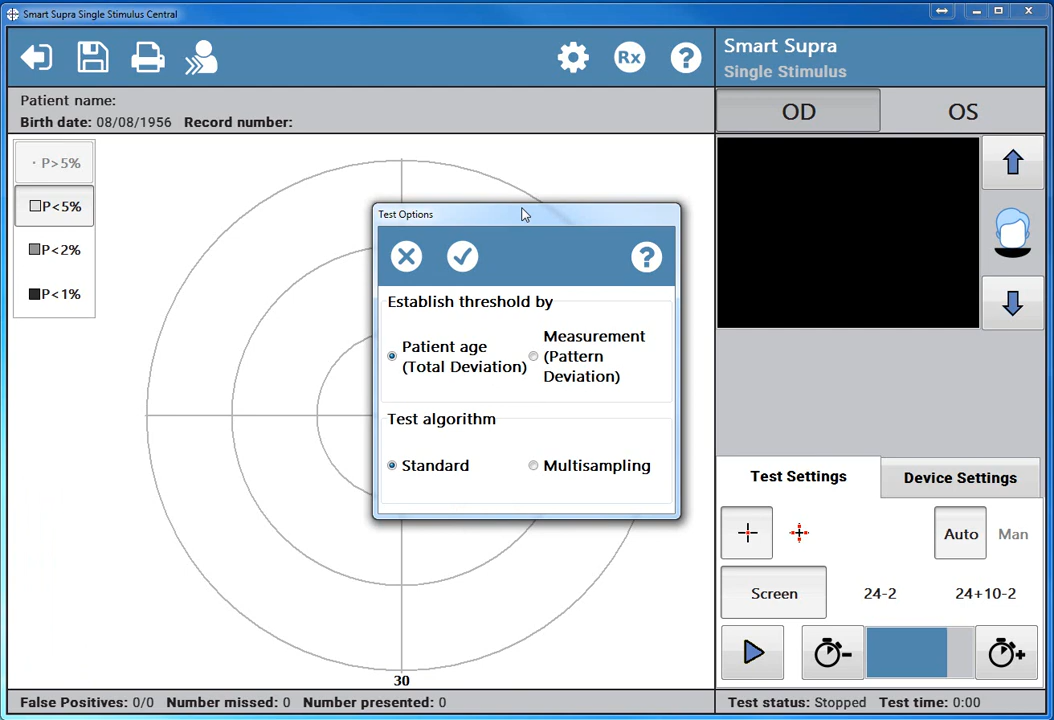 Smart Supra Single Stimulus Central
Rx
?
Smart Supra
Single Stimulus
Patient name:
Birth date: 08/08/1956 Record number:
OD
OS
P>5%
P<5%
P<2%
P<1%
Test Options
?
Establish threshold by
Patient age
(Total Deviation)
Measurement
(Pattern
Deviation)
Test algorithm
Standard
Multisampling
Test Settings
Device Settings
Auto
Man
Screen
24-2
24+10-2
30
False Positives: 0/0 Number missed: 0 Number presented: 0
Test status: Stopped Test time: 0:00